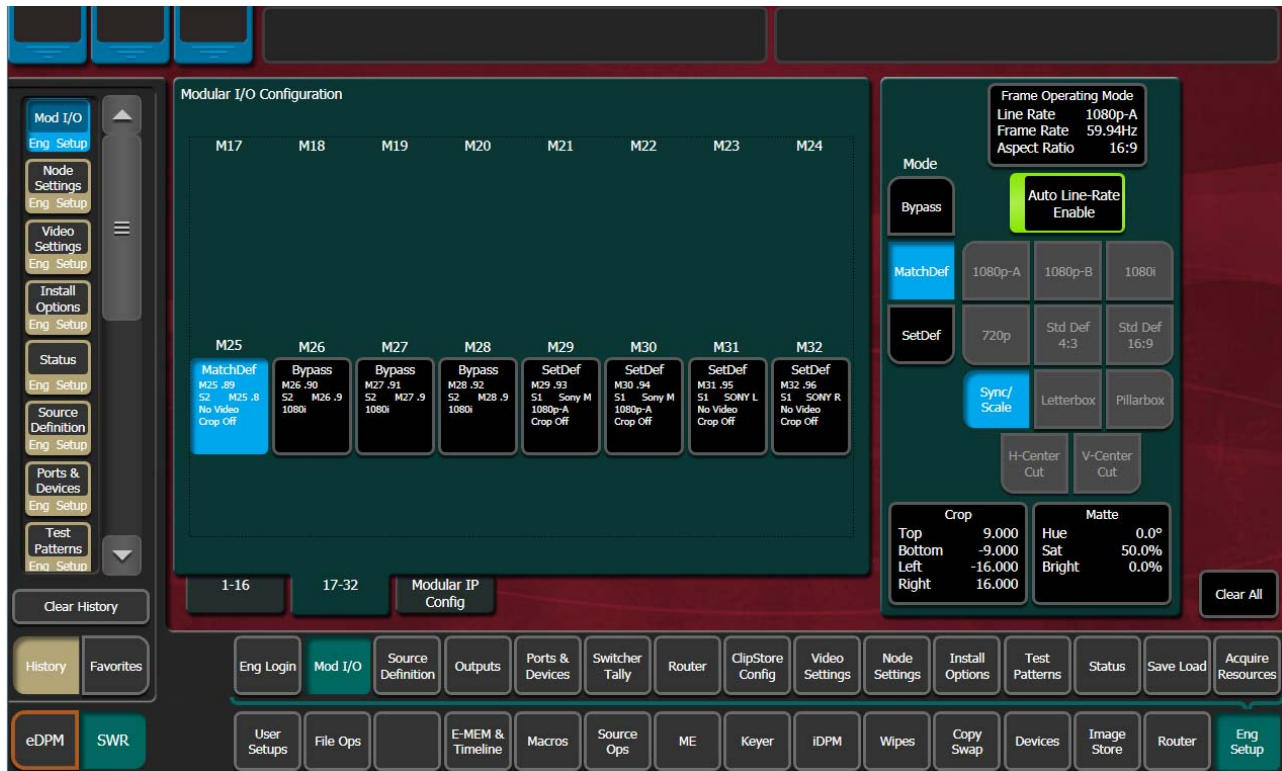 Mod I/O
Eng Setup
Node
Settings
Eng Setup
Video
Settings
Eng Setup
Install
Options
Eng Setup
Status
Eng Setup
Source
Definition
Eng Setup
Ports &
Devices
Eng Setup
Test
Patterns
Eng Setup
Clear History
History Favorites
eDPM SWR
Modular I/O Configuration
M17 M18 M19 M20 M21 M22 M23 M24
M25 M26 M27 M28 M29 M30 M31 M32
MatchDef
M25 .89
S2 M25 .8
No Video
Crop Off
Bypass
M26 .90
S2 M26 .9
1080i
Bypass
M27 .91
S2 M27 .9
1080i
Bypass
M28 .92
S2 M28 .9
1080i
SetDef
M29 .93
S1 Sony M
1080p-A
Crop Off
SetDef
M30 .94
S1 Sony M
1080p-A
Crop Off
SetDef
M31 .95
S1 SONY L
No Video
Crop Off
SetDef
M32 .96
S1 SONY R
No Video
Crop Off
1-16
17-32
Modular IP
Config
Frame Operating Mode
Line Rate 1080p-A
Frame Rate 59.94Hz
Aspect Ratio 16:9
Mode
Bypass
Auto Line-Rate
Enable
MatchDef
1080p-A
1080p-B
1080i
SetDef
720p
Std Def
4:3
Std Def
16:9
Sync/
Scale
Letterbox
Pillarbox
H-Center
Cut
V-Center
Cut
Crop
Top 9.000
Bottom -9.000
Left -16.000
Right 16.000
Matte
Hue 0.0°
Sat 50.0%
Bright 0.0%
Clear All
Eng Login
Mod I/O
Source
Definition
Outputs
Ports &
Devices
Switcher
Tally
Router
ClipStore
Config
Video
Settings
Node
Settings
Install
Options
Test
Patterns
Status
Save Load
Acquire
Resources
User
Setups
File Ops
E-MEM &
Timeline
Macros
Source
Ops
ME
Keyer
iDPM
Wipes
Copy
Swap
Devices
Image
Store
Router
Eng
Setup